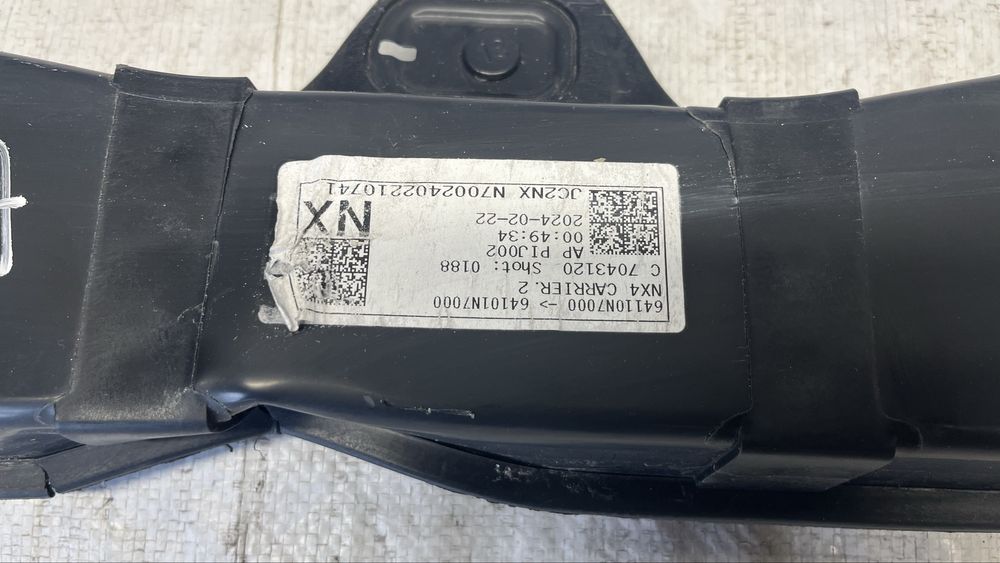 64110N7000 -> 64101N7000
NX4 CARRIER.2
C 7043120 Shot: 0188
AP PIJ002
00:49:34
2024-02-22
NX
JC2NX N7002402210741